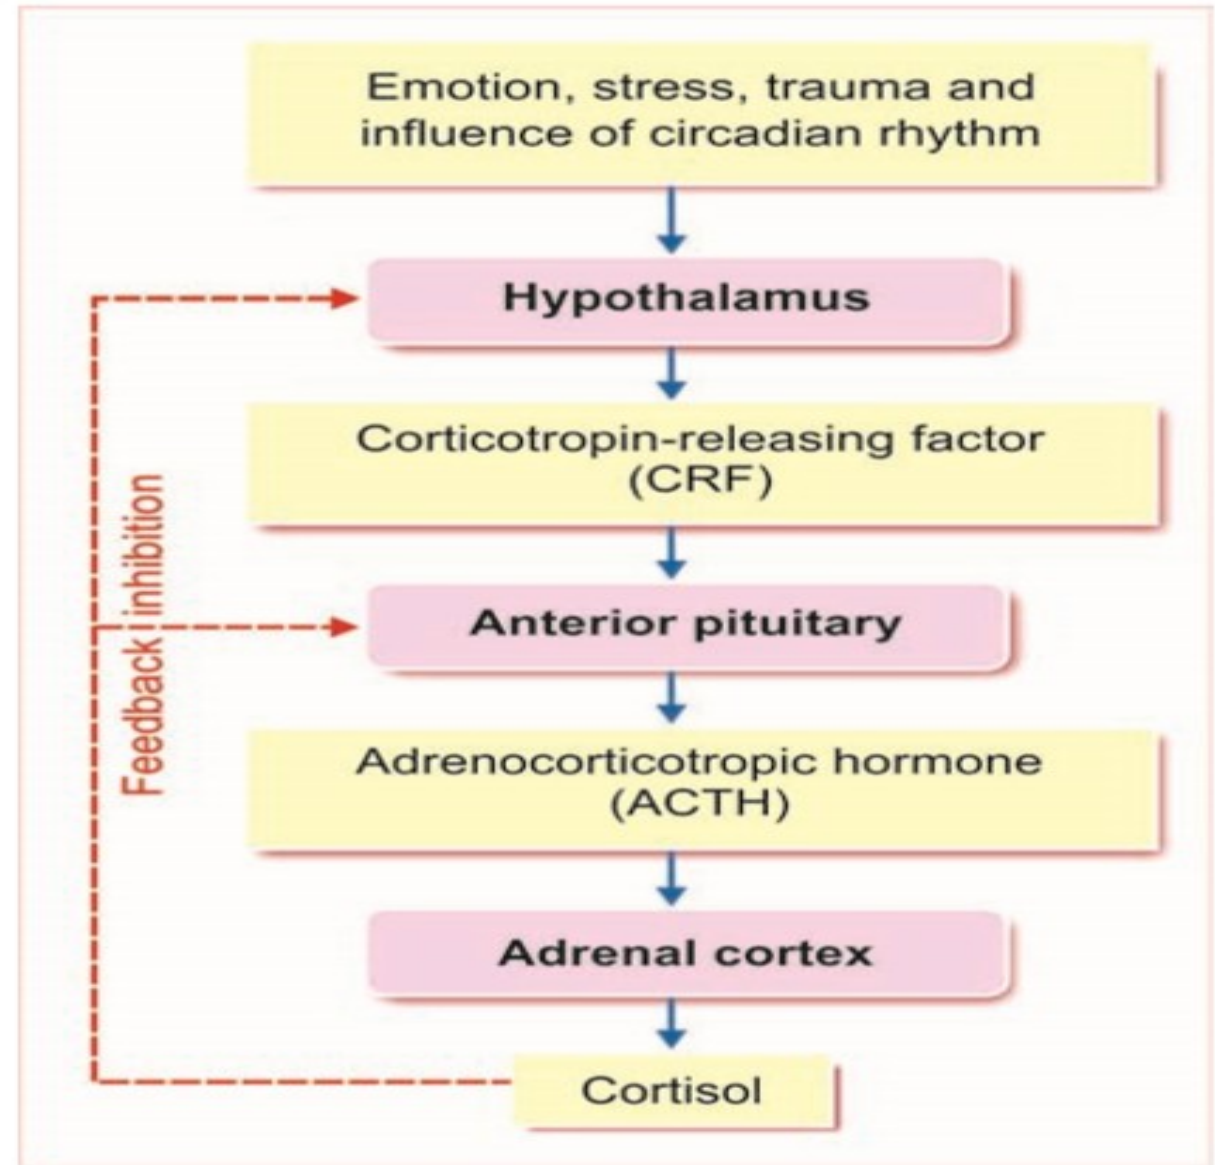 Emotion, stress, trauma and
influence of circadian rhythm
Hypothalamus
Corticotropin-releasing factor
(CRF)
Feedback inhibition
Anterior pituitary
Adrenocorticotropic hormone
(ACTH)
Adrenal cortex
Cortisol